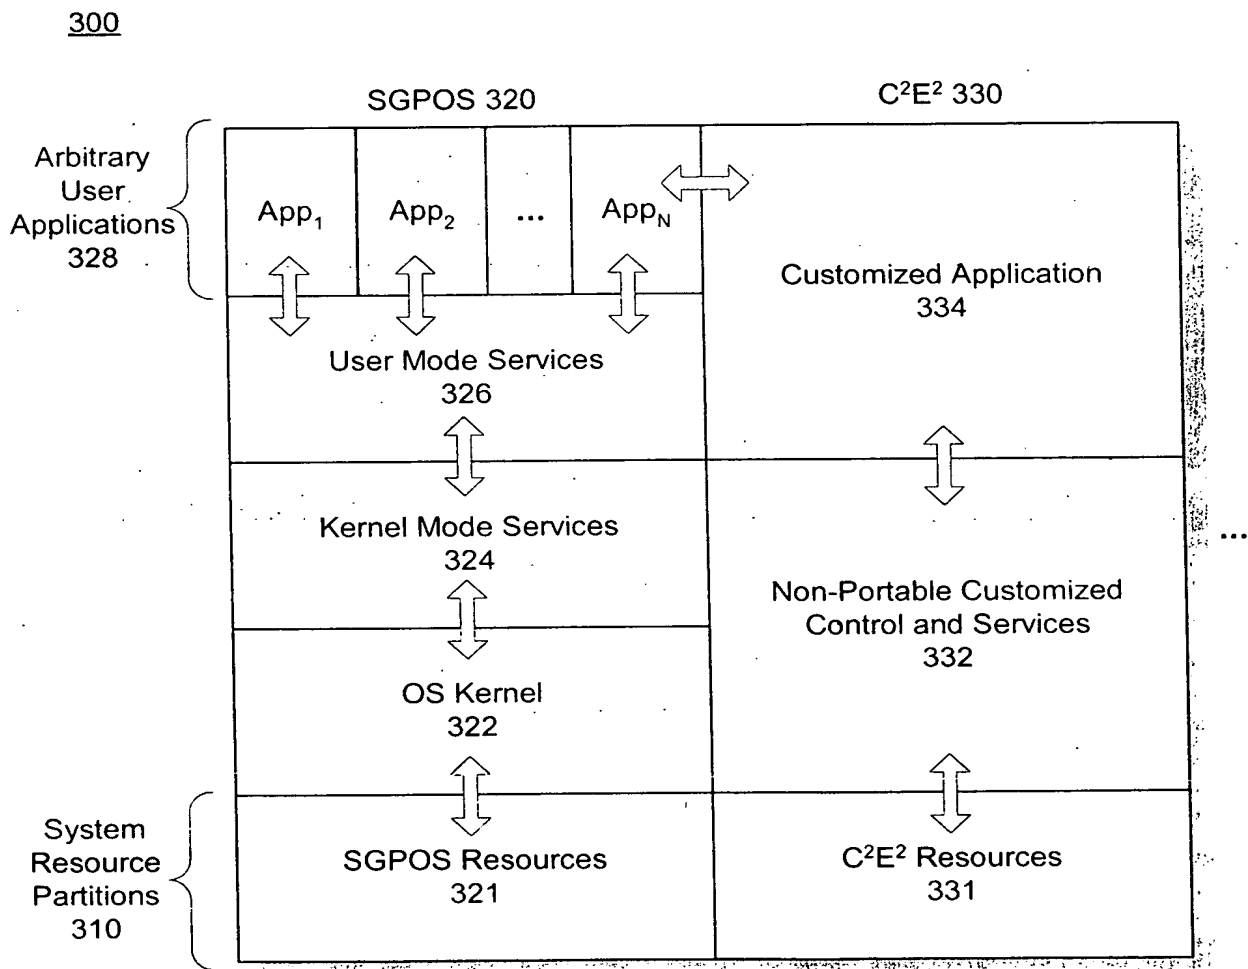 300
SGPOS 320
C²E² 330
Arbitrary
User
Applications
328
App₁
App₂
...
App_N
Customized Application
334
User Mode Services
326
Kernel Mode Services
324
...
Non-Portable Customized
Control and Services
332
OS Kernel
322
System
Resource
Partitions
310
SGPOS Resources
321
C²E² Resources
331